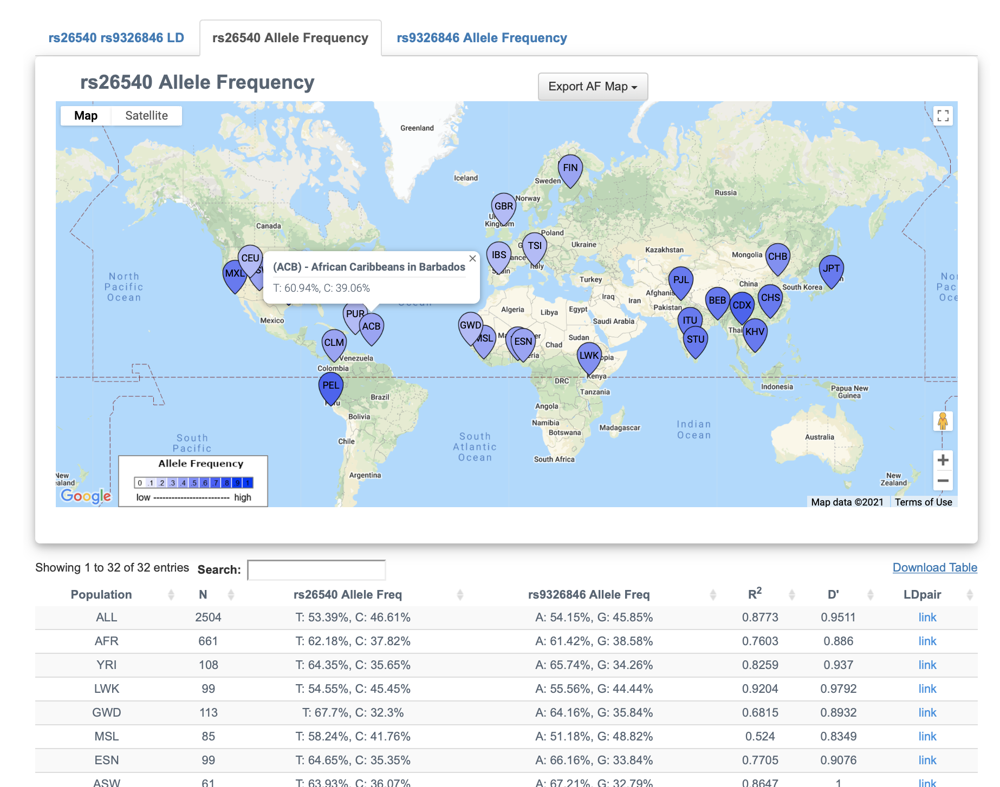 rs26540 rs9326846 LD
rs26540 Allele Frequency
rs9326846 Allele Frequency
rs26540 Allele Frequency
Export AF Map
Map
Satellite
Greenland
Iceland
FIN
Sweden
Norway
Russia
GBR
Kingdom
Canada
Poland
TSI
Ukraine
Kazakhstan
Mongolia
CHB
JPT
CEU
MXL
IBS
Italy
(ACB) - African Caribbeans in Barbados
T: 60.94%, C: 39.06%
North
Pacific
Ocean
Turkey
PJL
China
South Korea
Iraq
Iran
BEB
CDX
CHS
Pakistan
Algeria
Libya
Egypt
Saudi Arabia
Mexico
PUR
ACB
GWD
MSL
ESN
Chad
Sudan
ITU
STU
KHV
CLM
Venezuela
Colombia
LWK
Kenya
DRC
Tanzania
Indonesia
Papua New
Guinea
PEL
Brazil
Bolivia
Angola
Namibia
Botswana
Madagascar
Indian
Ocean
Australia
South
Pacific
South
Atlantic
Ocean
Chile
South Africa
Argentina
New
Zealand
Allele Frequency
0 .1 .2 .3 .4 .5 .6 .7 .8 .9 1
low ------------------------- high
Google
Map data ©2021
Terms of Use
Showing 1 to 32 of 32 entries Search:
Download Table
Population N rs26540 Allele Freq rs9326846 Allele Freq R2 D' LDpair
ALL 2504 T: 53.39%, C: 46.61% A: 54.15%, G: 45.85% 0.8773 0.9511 link
AFR 661 T: 62.18%, C: 37.82% A: 61.42%, G: 38.58% 0.7603 0.886 link
YRI 108 T: 64.35%, C: 35.65% A: 65.74%, G: 34.26% 0.8259 0.937 link
LWK 99 T: 54.55%, C: 45.45% A: 55.56%, G: 44.44% 0.9204 0.9792 link
GWD 113 T: 67.7%, C: 32.3% A: 64.16%, G: 35.84% 0.6815 0.8932 link
MSL 85 T: 58.24%, C: 41.76% A: 51.18%, G: 48.82% 0.524 0.8349 link
ESN 99 T: 64.65%, C: 35.35% A: 66.16%, G: 33.84% 0.7705 0.9076 link
ASW 61 T: 63.93%, C: 36.07% A: 67.21%, G: 32.79% 0.8647 1 link